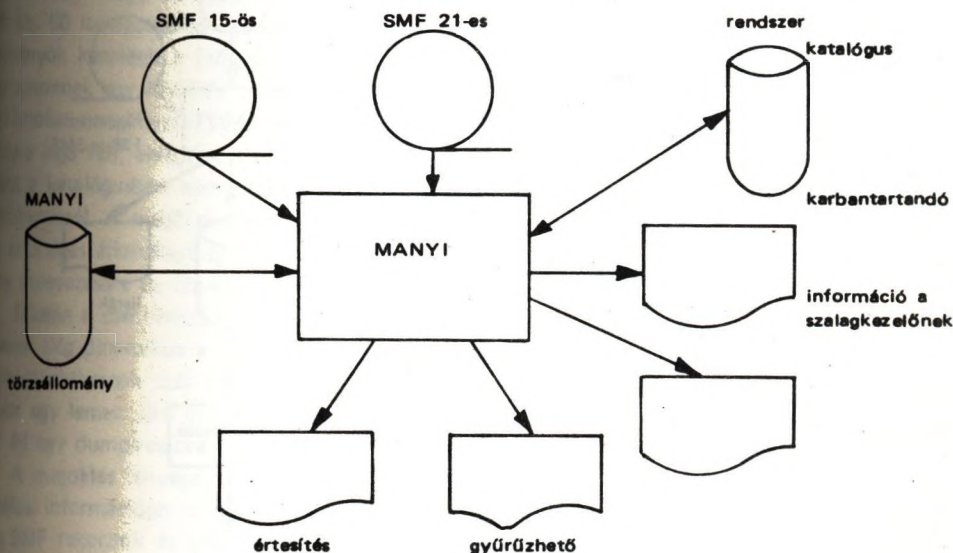 SMF 15-ös
SMF 21-es
rendszer
katalógus
MANYI
MANYI
karbantartandó
információ a
szalagkezelőnek
törzsállomány
értesítés
gyűrűzhető